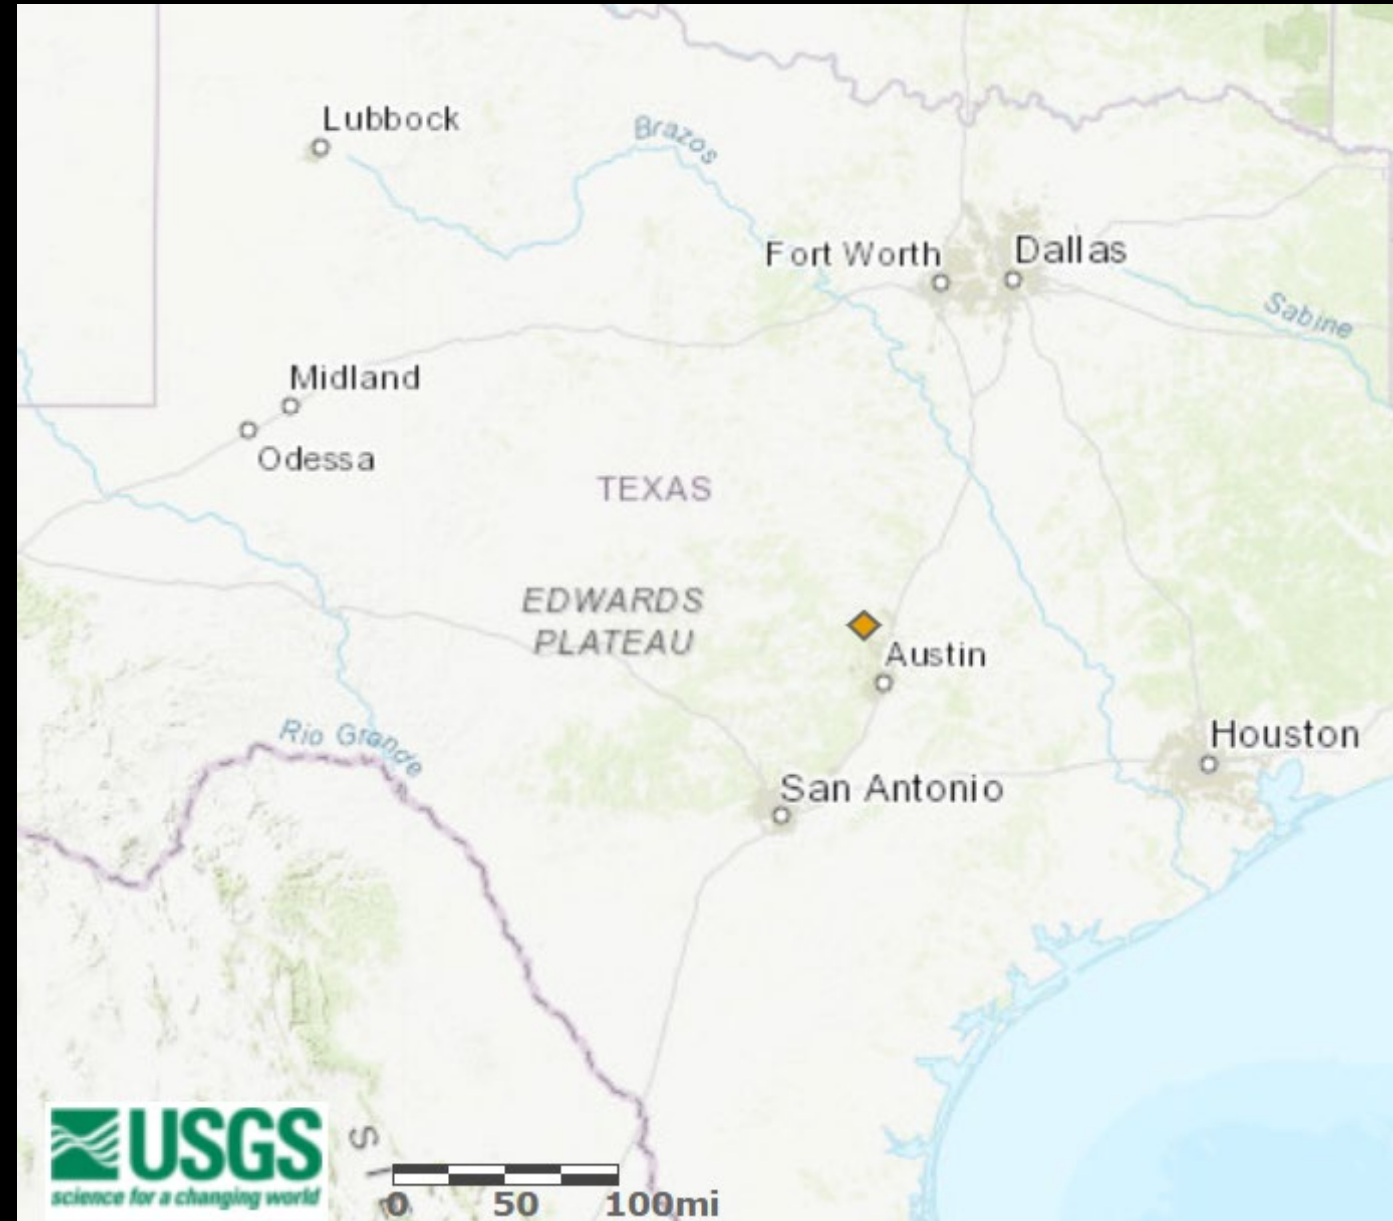 Lubbock
Brazos
Fort Worth
Dallas
Sabine
Midland
Odessa
TEXAS
EDWARDS
PLATEAU
Austin
Rio Grande
Houston
San Antonio
USGS
science for a changing world
S I
0 50 100mi